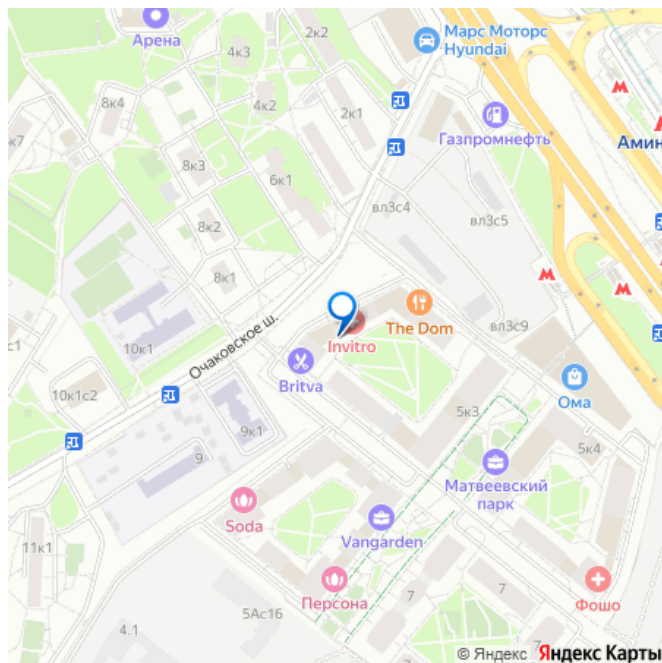 Арена
2к2
4к3
Марс Моторс
Hyundai
8к4
4к2
2к1
Газпромнефть
Амин
к7
8к3
6к1
вл3с4
вл3с5
8к2
8к1
Очаковское ш.
The Dom
вл3с9
Invitro
10к1
с1
Britva
10к1с2
Ома
5к3
9к1
5к4
9
Матвеевский
парк
Soda
Vangarden
11к1
Персона
7
7
Фошо
5Ас16
4.1
7
© Яндекс Яндекс Карты